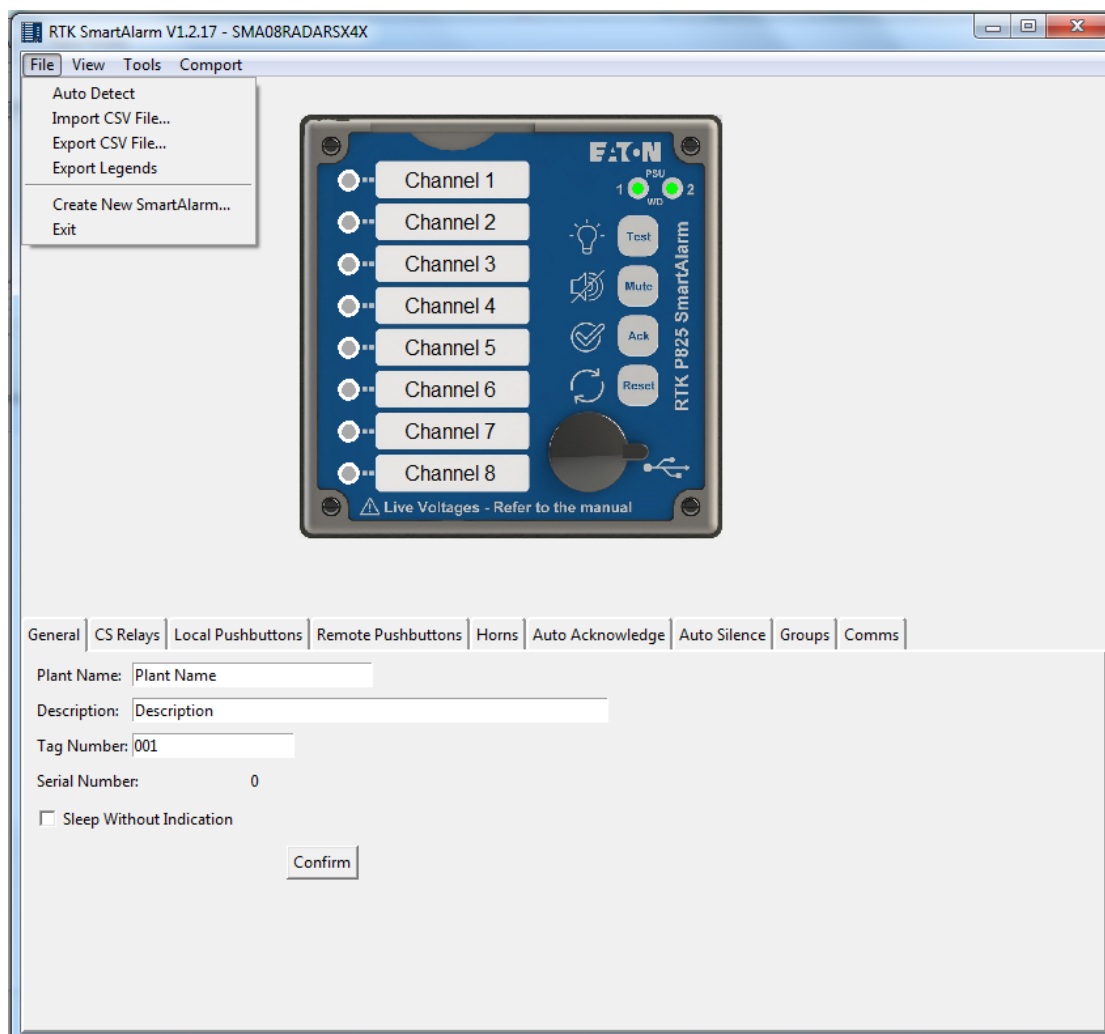 RTK SmartAlarm V1.2.17 - SMA08RADARSX4X
File View Tools Comport
Auto Detect
Import CSV File...
Export CSV File...
Export Legends
Create New SmartAlarm...
Exit
EATON
PSU
1 2
WD
Channel 1
Channel 2
Channel 3
Channel 4
Channel 5
Channel 6
Channel 7
Channel 8
Test
Mute
Ack
Reset
RTK P825 SmartAlarm
Live Voltages - Refer to the manual
General CS Relays Local Pushbuttons Remote Pushbuttons Horns Auto Acknowledge Auto Silence Groups Comms
Plant Name: Plant Name
Description: Description
Tag Number: 001
Serial Number: 0
Sleep Without Indication
Confirm